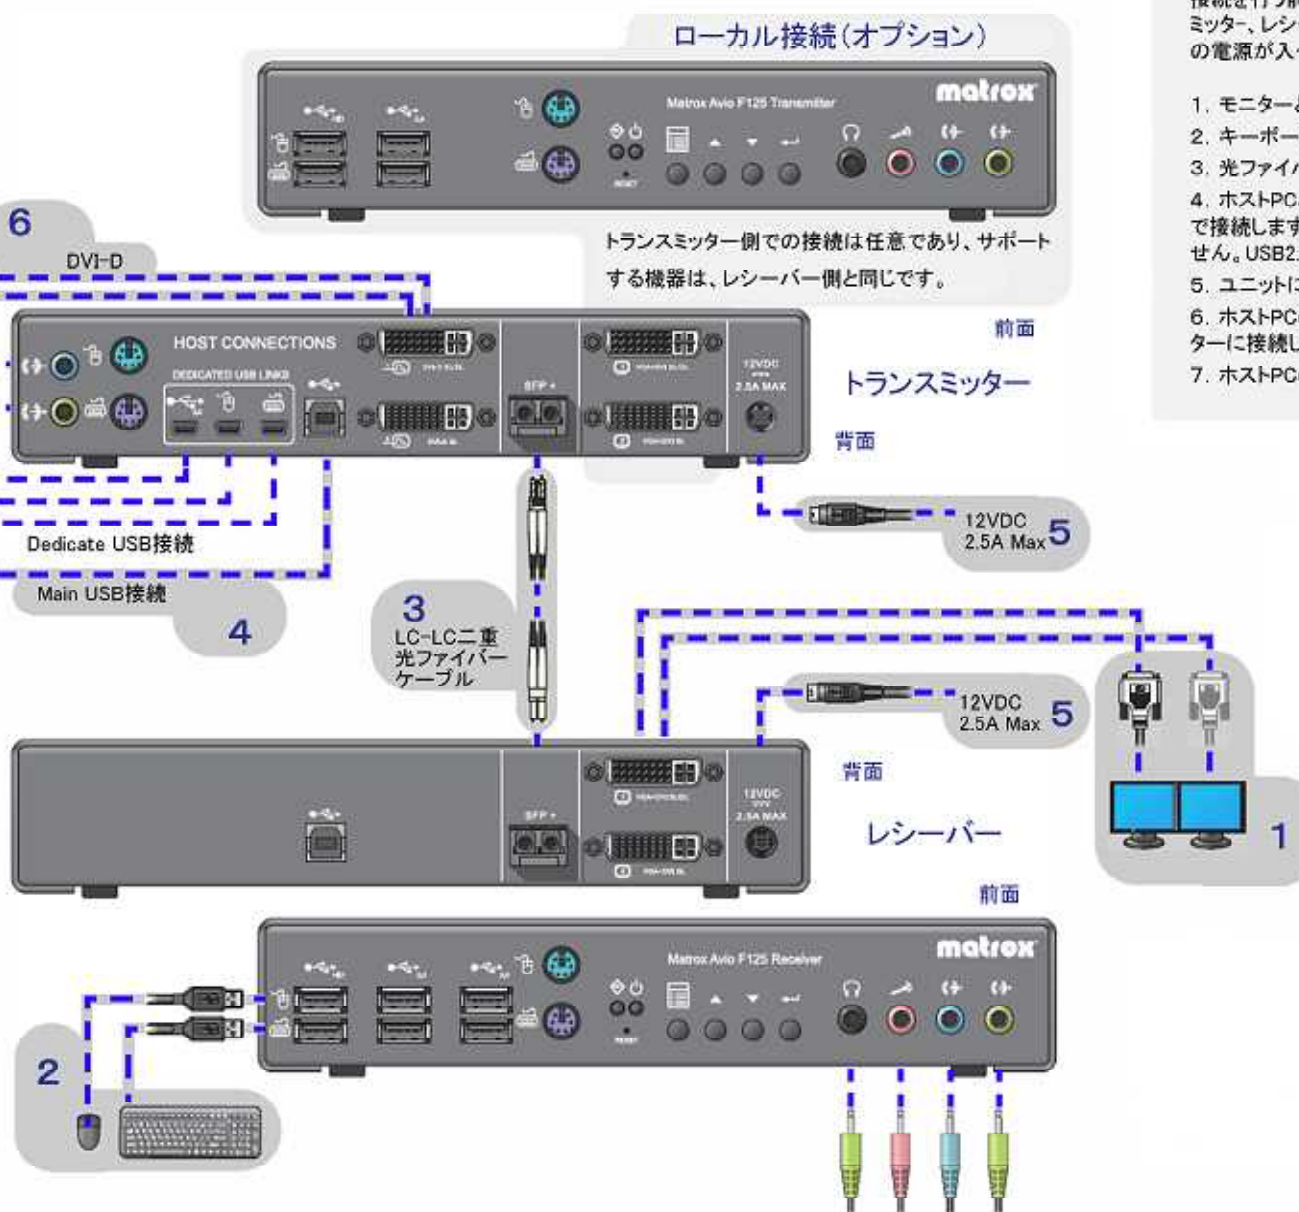 接続を行う前
ミッター、レシー
の電源が入っ
1. モニターと
2. キーボー
3. 光ファイバ
4. ホストPC
で接続します
せん。USB2.
5. ユニットに
6. ホストPC
ターに接続し
7. ホストPC
ローカル接続(オプション)
matrox
Matrox Avio F125 Transmitter
RESET
トランスミッター側での接続は任意であり、サポート
する機器は、レシーバー側と同じです。
前面
トランスミッター
背面
6
DVI-D
HOST CONNECTIONS
DEDICATED USB LINKS
SFP +
12VDC
2.5A MAX
Dedicate USB接続
Main USB接続
4
3
LC-LC二重
光ファイバー
ケーブル
12VDC
2.5A Max
5
12VDC
2.5A Max
5
1
背面
レシーバー
前面
SFP +
12VDC
2.5A MAX
matrox
Matrox Avio F125 Receiver
RESET
2